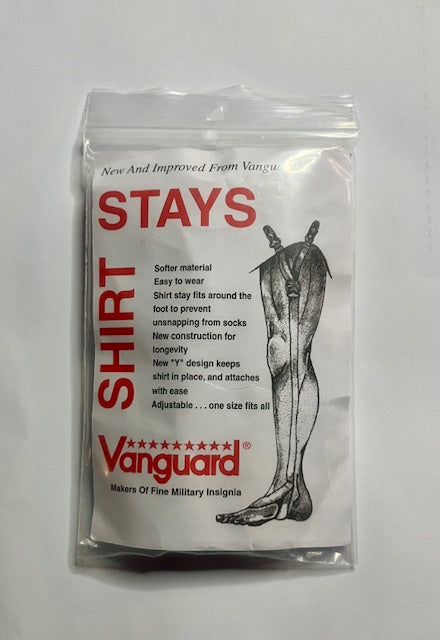 New And Improved From Vanguard
STAYS
SHIRT
Softer material
Easy to wear
Shirt stay fits around the
foot to prevent
unsnapping from socks
New construction for
longevity
New "Y" design keeps
shirt in place, and attaches
with ease
Adjustable . . . one size fits all
Vanguard®
Makers Of Fine Military Insignia